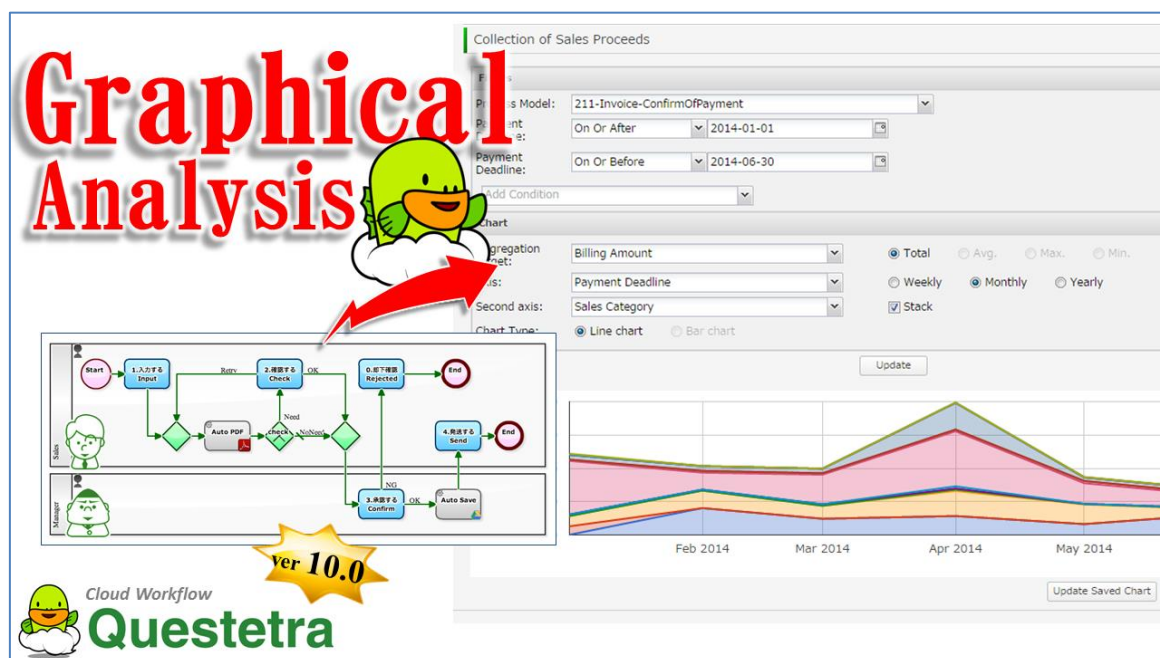 Graphical
Analysis
Collection of Sales Proceeds
Process Model:
211-Invoice-ConfirmOfPayment
On Or After
2014-01-01
Payment
Deadline:
On Or Before
2014-06-30
Add Condition
Chart
Billing Amount
Total
Avg.
Max.
Min.
Payment Deadline
Weekly
Monthly
Yearly
Second axis:
Sales Category
Stack
Chart Type:
Line chart
Bar chart
Update
Sales
Start
1.入力する
Input
Retry
2.確認する
Check
OK
0.却下確認
Rejected
End
Need
Auto PDF
check
NoNeed
4.発送する
Send
End
Manager
NG
3.承認する
Confirm
OK
Auto Save
Feb 2014
Mar 2014
Apr 2014
May 2014
Update Saved Chart
ver 10.0
Cloud Workflow
Questetra